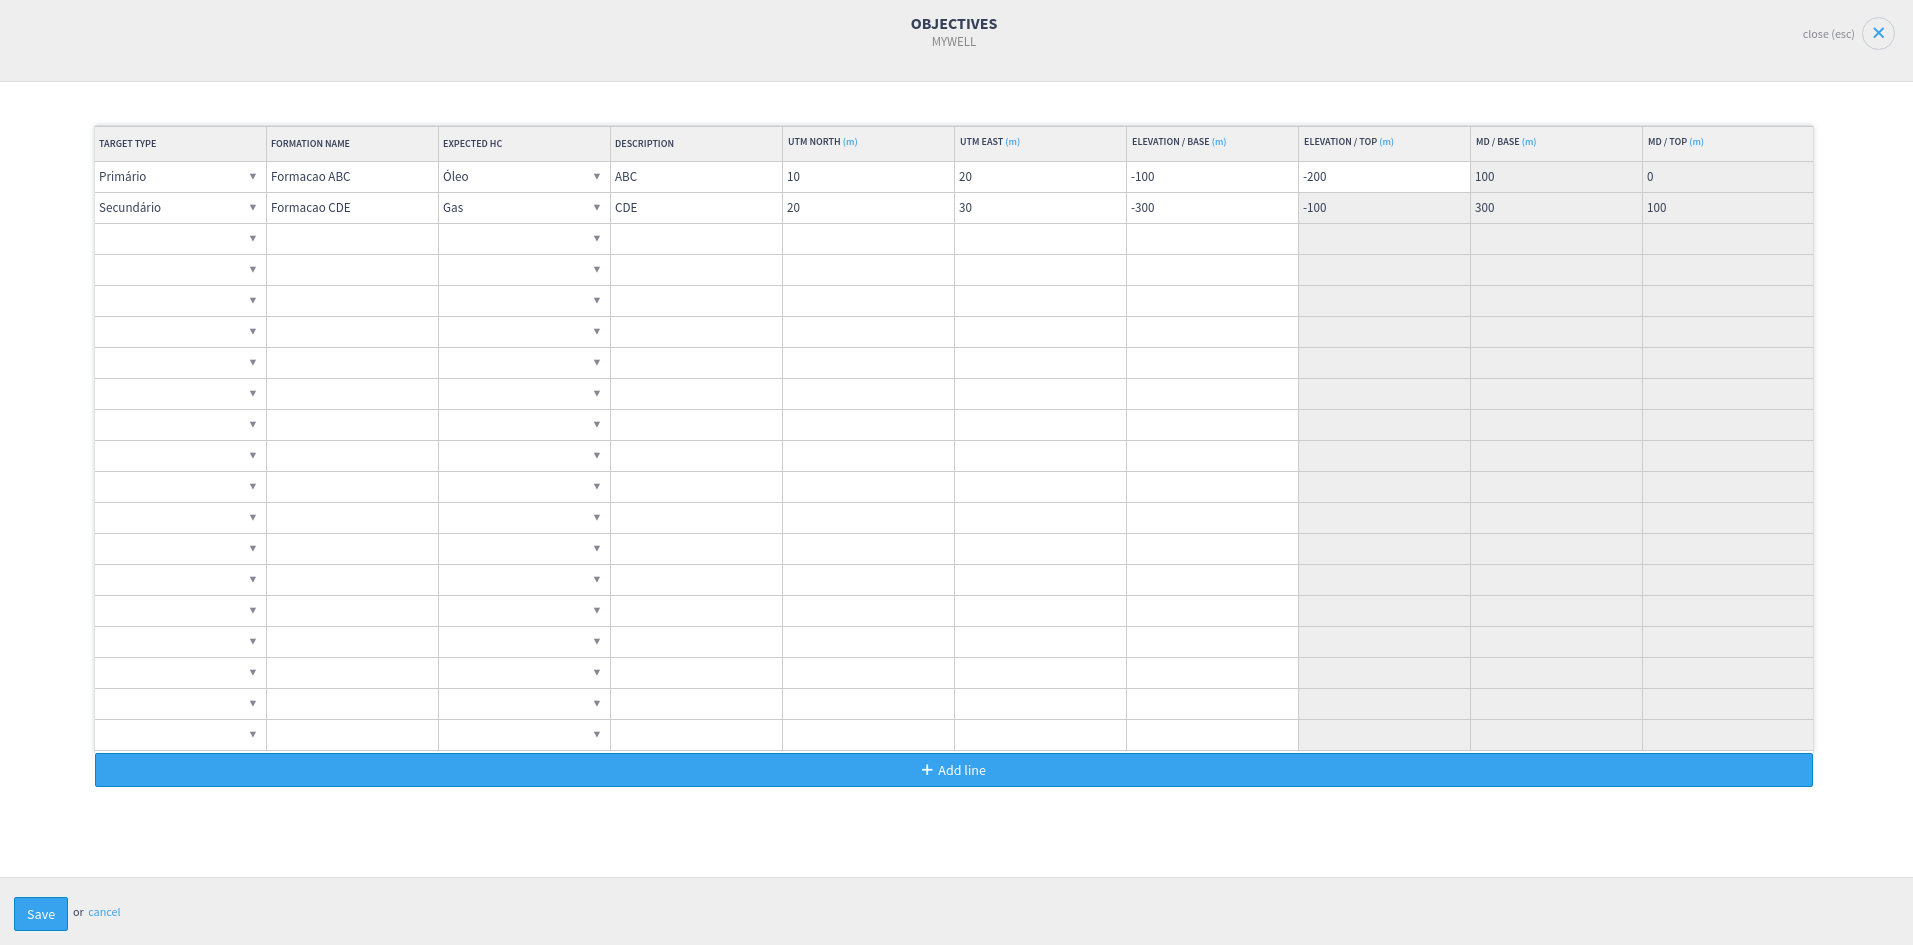 OBJECTIVES
MYWELL
close (esc)
TARGET TYPE FORMATION NAME EXPECTED HC DESCRIPTION UTM NORTH (m) UTM EAST (m) ELEVATION / BASE (m) ELEVATION / TOP (m) MD / BASE (m) MD / TOP (m)
Primário Formacao ABC Óleo ABC 10 20 -100 -200 100 0
Secundário Formacao CDE Gas CDE 20 30 -300 -100 300 100
+ Add line
Save or cancel